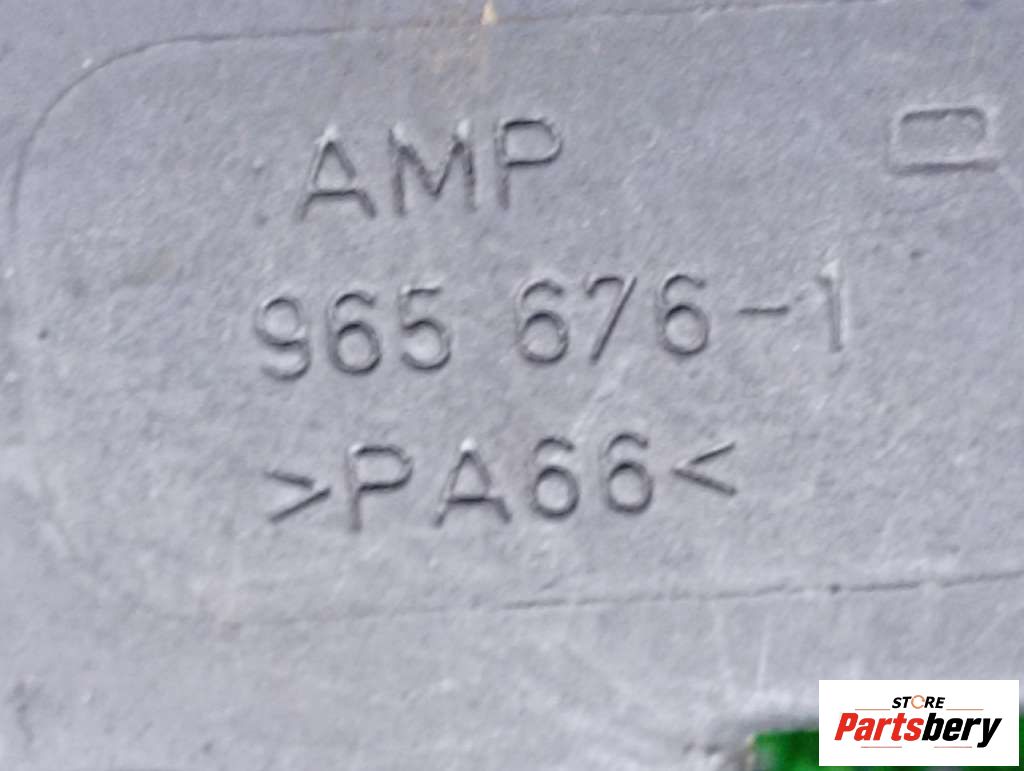 AMP
965 676-1
>PA66<
STORE
Partsbery